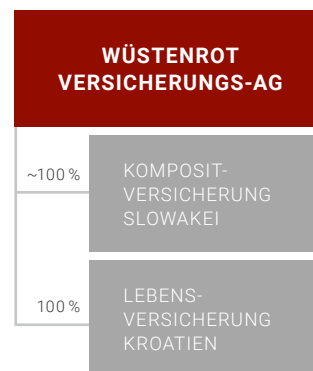 WÜSTENROT
VERSICHERUNGS-AG
~100 %
KOMPOSIT-
VERSICHERUNG
SLOWAKEI
100 %
LEBENS-
VERSICHERUNG
KROATIEN